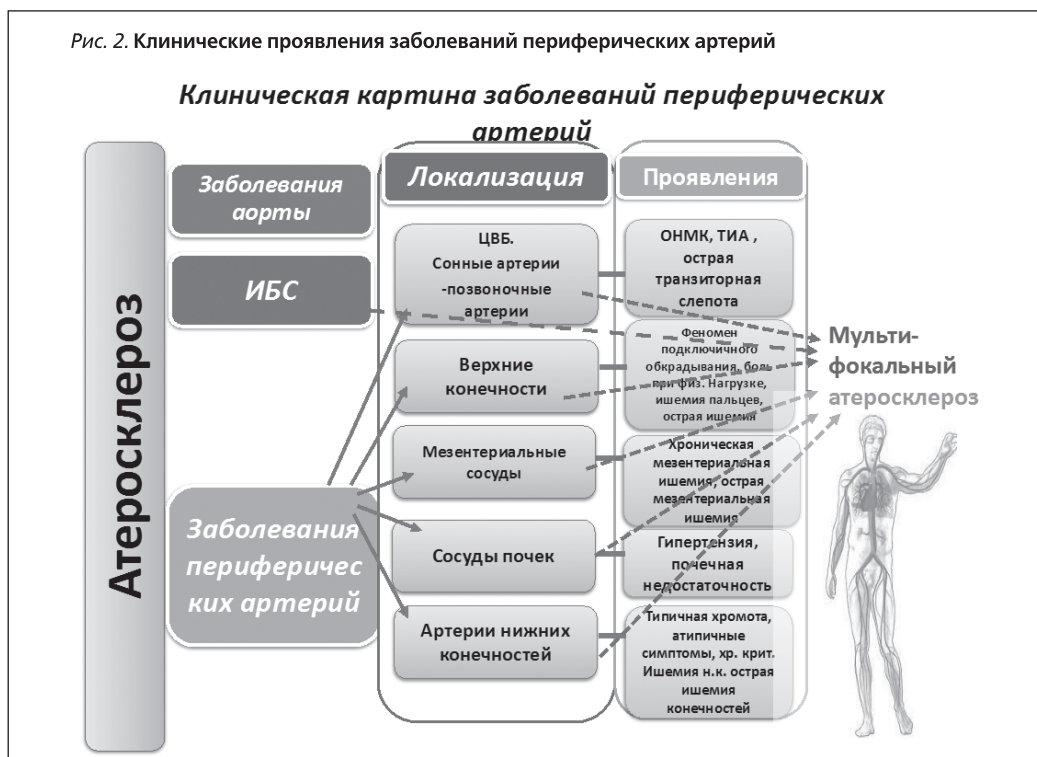 Рис. 2. Клинические проявления заболеваний периферических артерий
Клиническая картина заболеваний периферических
артерий
Атеросклероз
Заболевания
аорты
ИБС
Заболевания
перифериче­с
ких артерий
Локализация
ЦВБ.
Сонные артерии
-позвоночные
артерии
Верхние
конечности
Мезентериальные
сосуды
Сосуды почек
Артерии нижних
конечностей
Проявления
ОНМК, ТИА ,
острая
транзиторная
слепота
Феномен
подключичного
обкрадывания, боль
при физ. Нагрузке,
ишемия пальцев,
острая ишемия
Хроническая
мезентериальная
ишемия, острая
мезентериальная
ишемия
Гипертензия,
почечная
недостаточность
Типичная хромота,
атипичные
симптомы, хр. крит.
Ишемия н.к. острая
ишемия
конечностей
Мульти-
фокальный
атеросклероз